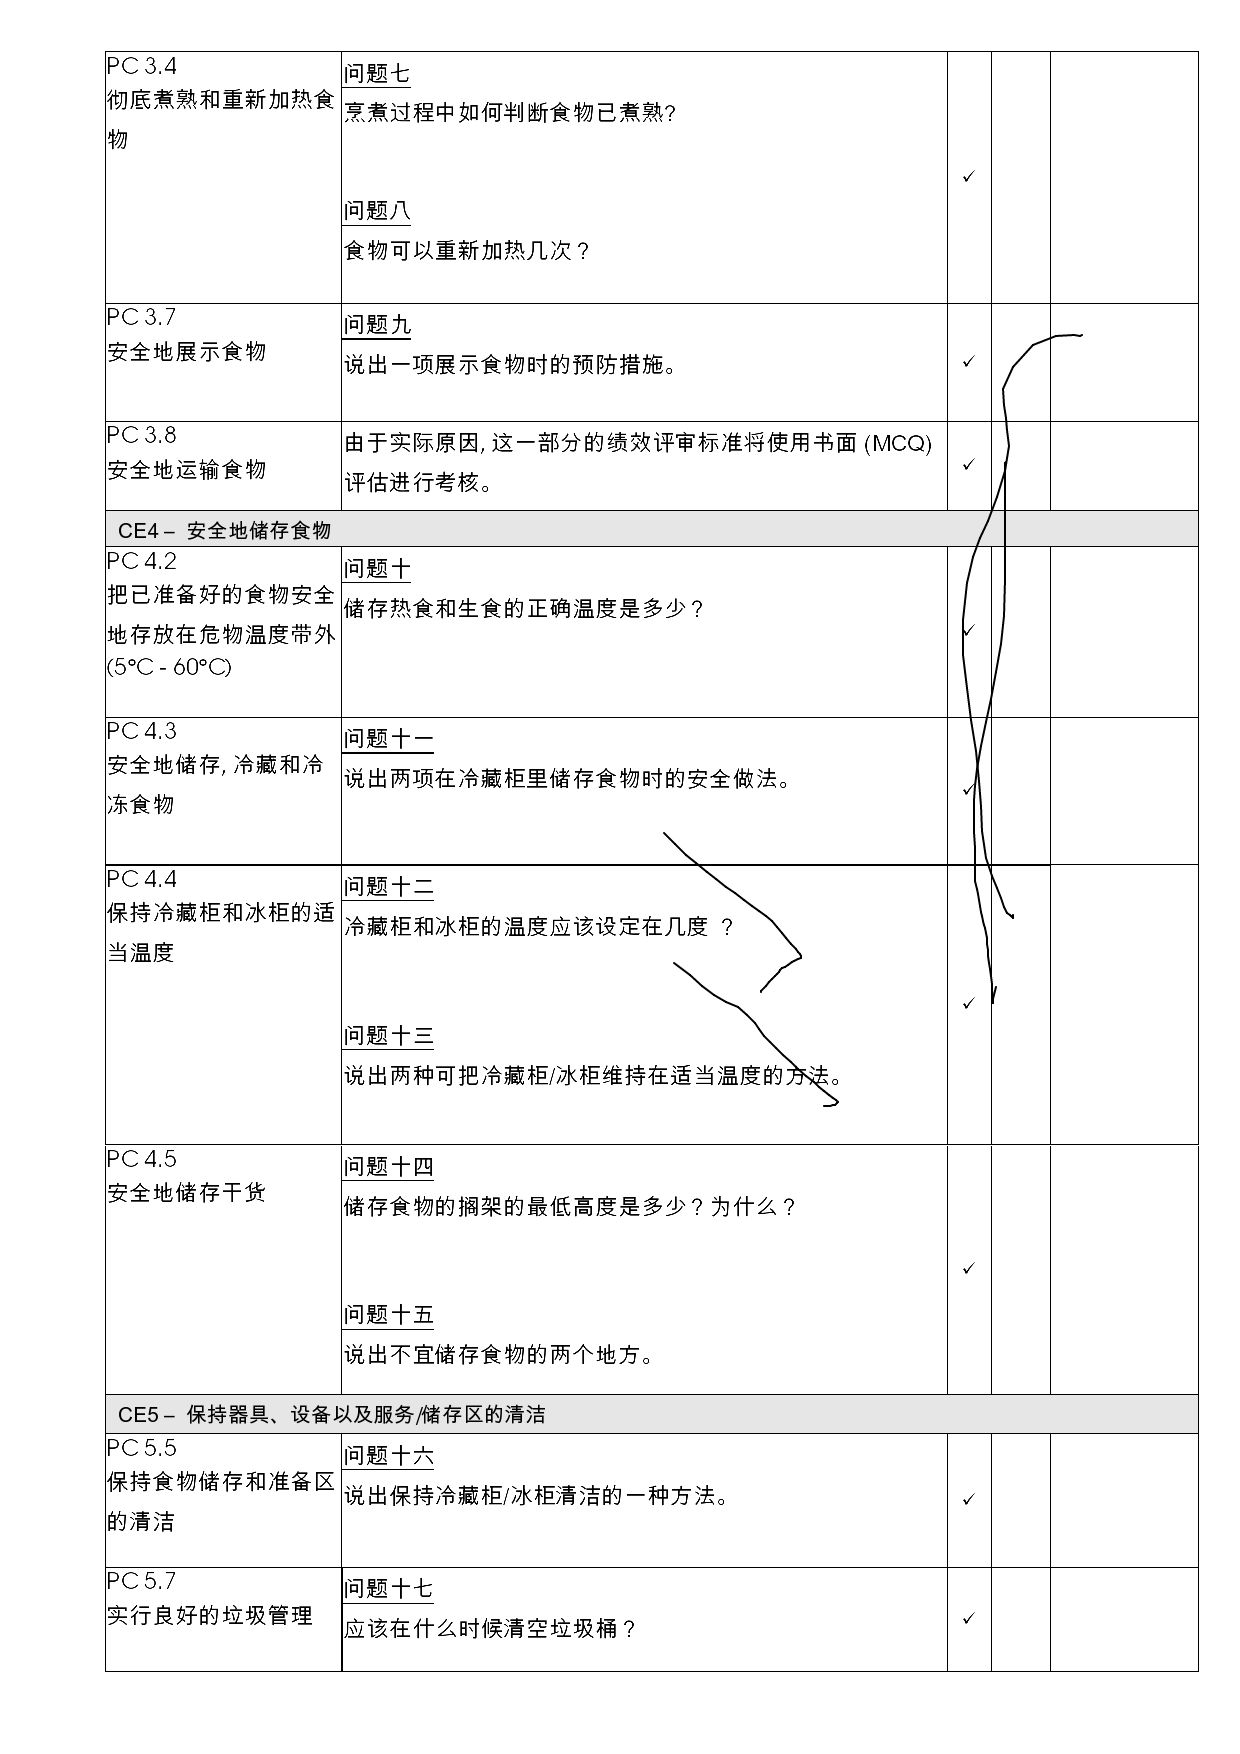 PC 3.4
彻底煮熟和重新加热食
物
问题七
烹煮过程中如何判断食物已煮熟?
问题八
食物可以重新加热几次？
✓
PC 3.7
安全地展示食物
问题九
说出一项展示食物时的预防措施。
✓
PC 3.8
安全地运输食物
由于实际原因, 这一部分的绩效评审标准将使用书面 (MCQ)
评估进行考核。
✓
CE4 – 安全地储存食物
PC 4.2
把已准备好的食物安全
地存放在危物温度带外
(5°C - 60°C)
问题十
储存热食和生食的正确温度是多少？
✓
PC 4.3
安全地储存, 冷藏和冷
冻食物
问题十一
说出两项在冷藏柜里储存食物时的安全做法。
✓
PC 4.4
保持冷藏柜和冰柜的适
当温度
问题十二
冷藏柜和冰柜的温度应该设定在几度 ？
问题十三
说出两种可把冷藏柜/冰柜维持在适当温度的方法。
✓
PC 4.5
安全地储存干货
问题十四
储存食物的搁架的最低高度是多少？为什么？
问题十五
说出不宜储存食物的两个地方。
✓
CE5 – 保持器具、设备以及服务/储存区的清洁
PC 5.5
保持食物储存和准备区
的清洁
问题十六
说出保持冷藏柜/冰柜清洁的一种方法。
✓
PC 5.7
实行良好的垃圾管理
问题十七
应该在什么时候清空垃圾桶？
✓